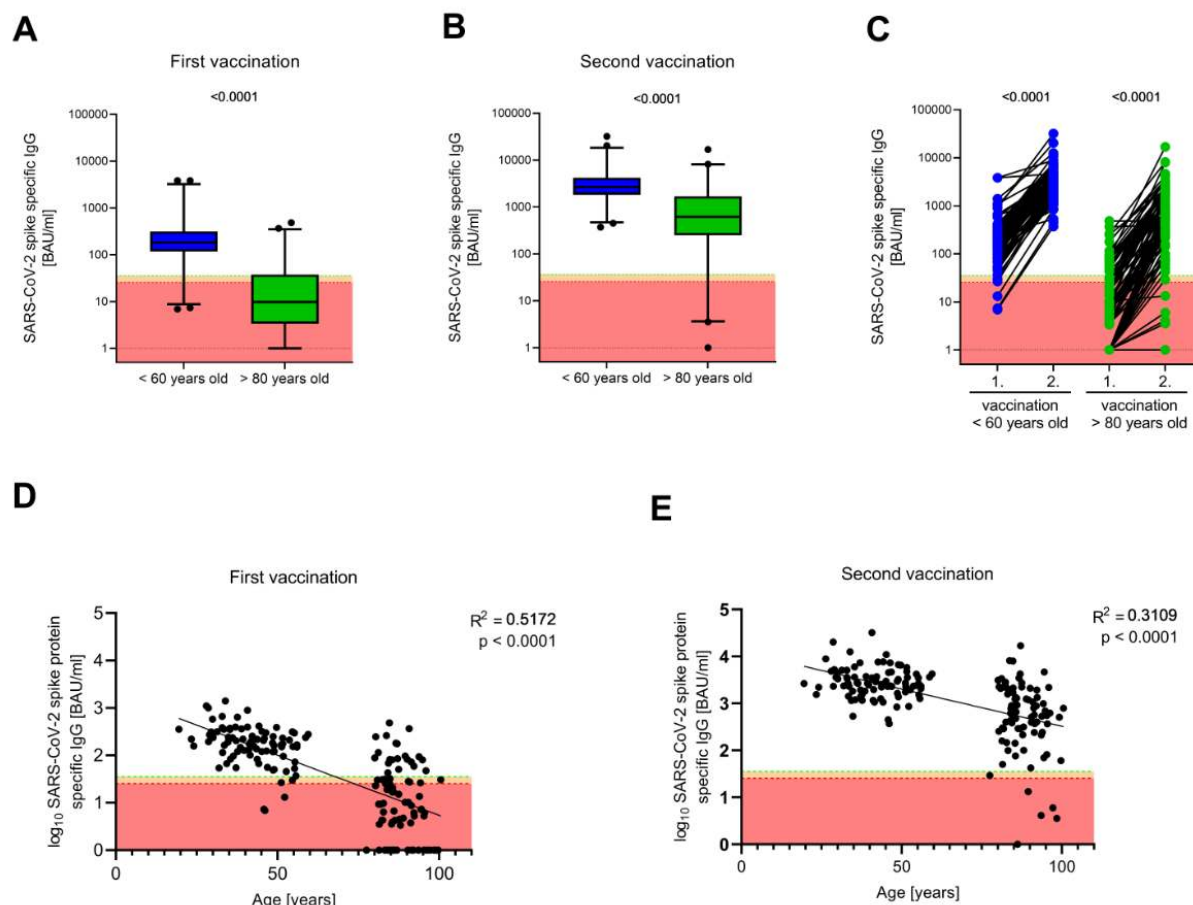 A
First vaccination
<0.0001
SARS-CoV-2 spike specific IgG
[BAU/ml]
100000
10000
1000
100
10
1
< 60 years old
> 80 years old
B
Second vaccination
<0.0001
SARS-CoV-2 spike specific IgG
[BAU/ml]
100000
10000
1000
100
10
1
< 60 years old
> 80 years old
C
<0.0001
<0.0001
SARS-CoV-2 spike specific IgG
[BAU/ml]
100000
10000
1000
100
10
1
1.
2.
1.
2.
vaccination
< 60 years old
vaccination
> 80 years old
D
First vaccination
R² = 0.5172
p < 0.0001
log₁₀ SARS-CoV-2 spike protein
specific IgG [BAU/ml]
5
4
3
2
1
0
0
50
100
Age [years]
E
Second vaccination
R² = 0.3109
p < 0.0001
log₁₀ SARS-CoV-2 spike protein
specific IgG [BAU/ml]
5
4
3
2
1
0
0
50
100
Age [years]